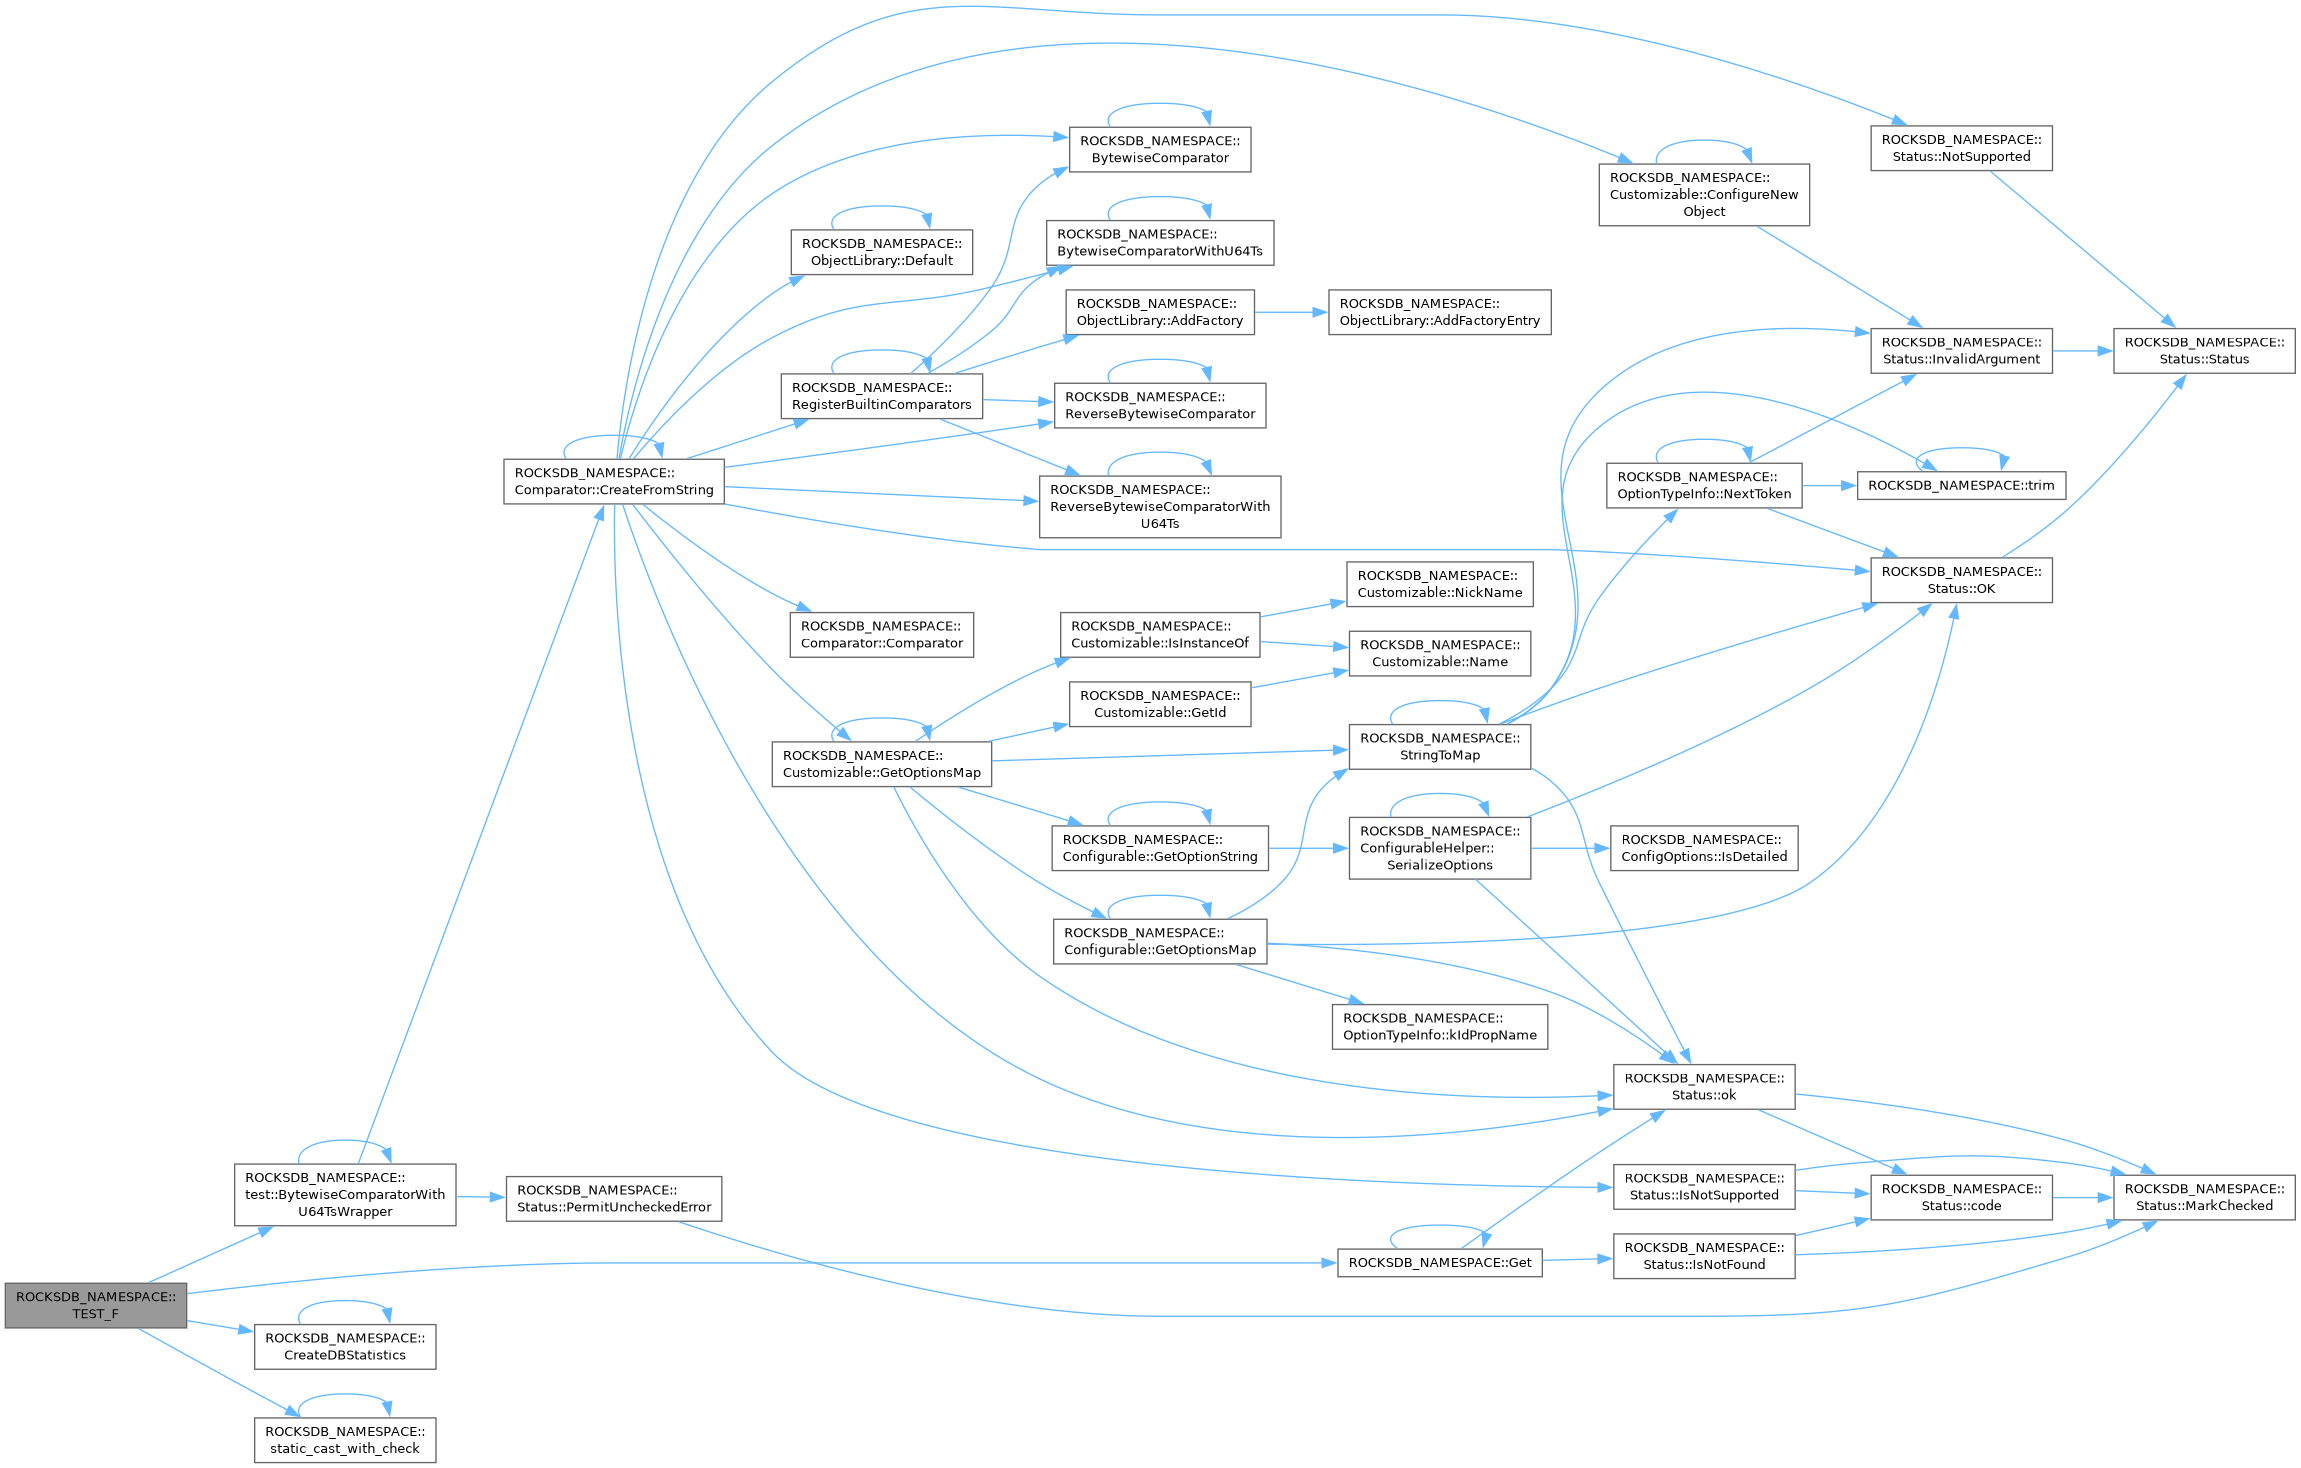 ROCKSDB_NAMESPACE::
TEST_F
ROCKSDB_NAMESPACE::
test::BytewiseComparatorWith
U64TsWrapper
ROCKSDB_NAMESPACE::
CreateDBStatistics
ROCKSDB_NAMESPACE::
static_cast_with_check
ROCKSDB_NAMESPACE::
Comparator::CreateFromString
ROCKSDB_NAMESPACE::
Status::PermitUncheckedError
ROCKSDB_NAMESPACE::
ObjectLibrary::Default
ROCKSDB_NAMESPACE::
RegisterBuiltinComparators
ROCKSDB_NAMESPACE::
Comparator::Comparator
ROCKSDB_NAMESPACE::
Customizable::GetOptionsMap
ROCKSDB_NAMESPACE::
BytewiseComparator
ROCKSDB_NAMESPACE::
BytewiseComparatorWithU64Ts
ROCKSDB_NAMESPACE::
ObjectLibrary::AddFactory
ROCKSDB_NAMESPACE::
ReverseBytewiseComparator
ROCKSDB_NAMESPACE::
ReverseBytewiseComparatorWith
U64Ts
ROCKSDB_NAMESPACE::
Customizable::IsInstanceOf
ROCKSDB_NAMESPACE::
Customizable::GetId
ROCKSDB_NAMESPACE::
Configurable::GetOptionString
ROCKSDB_NAMESPACE::
Configurable::GetOptionsMap
ROCKSDB_NAMESPACE::
ObjectLibrary::AddFactoryEntry
ROCKSDB_NAMESPACE::
Customizable::NickName
ROCKSDB_NAMESPACE::
Customizable::Name
ROCKSDB_NAMESPACE::
StringToMap
ROCKSDB_NAMESPACE::
ConfigurableHelper::
SerializeOptions
ROCKSDB_NAMESPACE::
OptionTypeInfo::kIdPropName
ROCKSDB_NAMESPACE::Get
ROCKSDB_NAMESPACE::
Customizable::ConfigureNew
Object
ROCKSDB_NAMESPACE::
OptionTypeInfo::NextToken
ROCKSDB_NAMESPACE::
ConfigOptions::IsDetailed
ROCKSDB_NAMESPACE::
Status::ok
ROCKSDB_NAMESPACE::
Status::IsNotSupported
ROCKSDB_NAMESPACE::
Status::IsNotFound
ROCKSDB_NAMESPACE::
Status::NotSupported
ROCKSDB_NAMESPACE::
Status::InvalidArgument
ROCKSDB_NAMESPACE::trim
ROCKSDB_NAMESPACE::
Status::OK
ROCKSDB_NAMESPACE::
Status::code
ROCKSDB_NAMESPACE::
Status::Status
ROCKSDB_NAMESPACE::
Status::MarkChecked